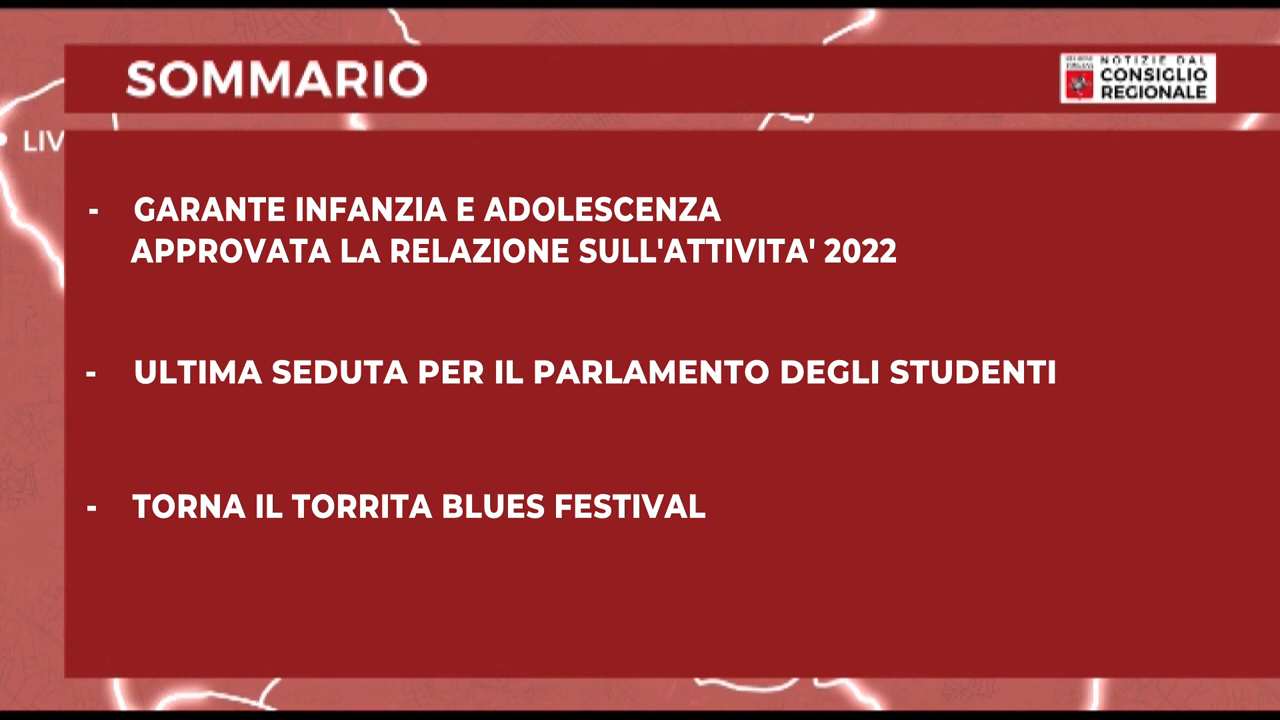 SOMMARIO
NOTIZIE DAL
CONSIGLIO
REGIONALE
LIV
- GARANTE INFANZIA E ADOLESCENZA
APPROVATA LA RELAZIONE SULL'ATTIVITA' 2022
- ULTIMA SEDUTA PER IL PARLAMENTO DEGLI STUDENTI
- TORNA IL TORRITA BLUES FESTIVAL